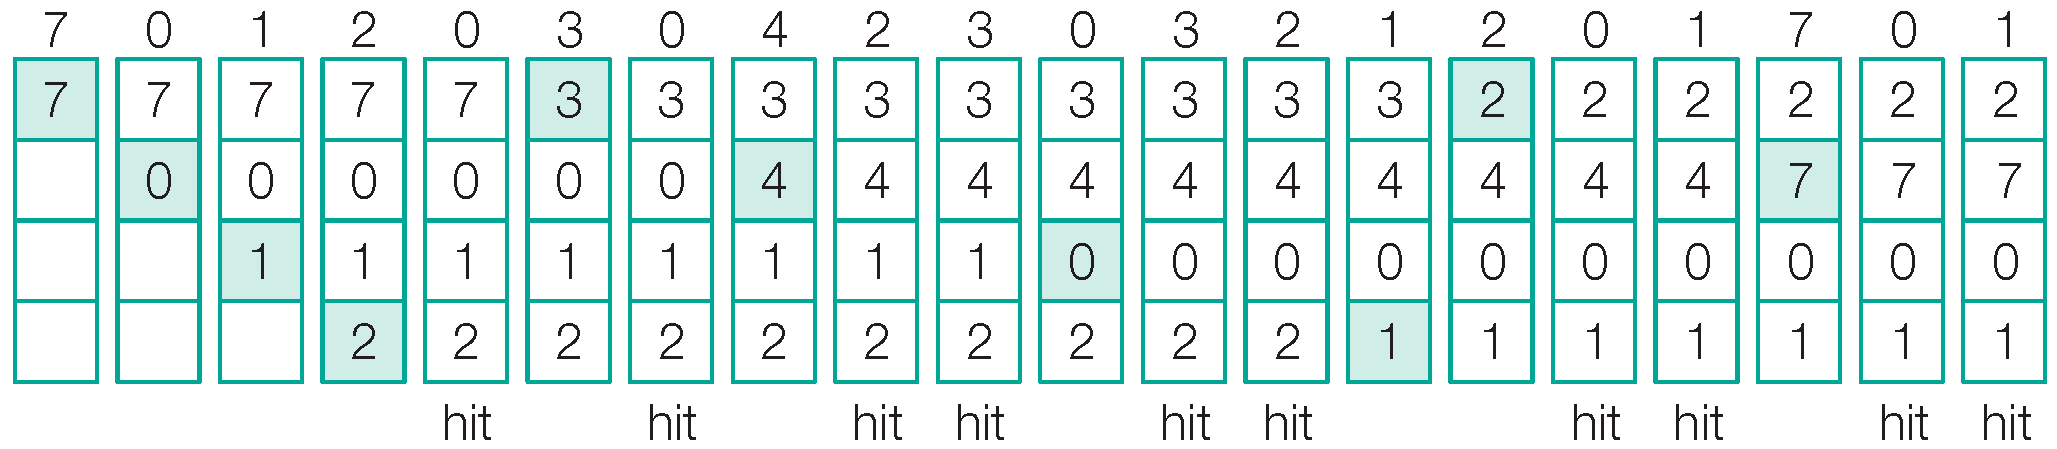 7 0 1 2 0 3 0 4 2 3 0 3 2 1 2 0 1 7 0 1
7 7 7 7 7 3 3 3 3 3 3 3 3 3 2 2 2 2 2 2
0 0 0 0 0 0 4 4 4 4 4 4 4 4 4 4 7 7 7
1 1 1 1 1 1 1 1 0 0 0 0 0 0 0 0 0 0
2 2 2 2 2 2 2 2 2 2 1 1 1 1 1 1 1
hit hit hit hit hit hit hit hit hit hit